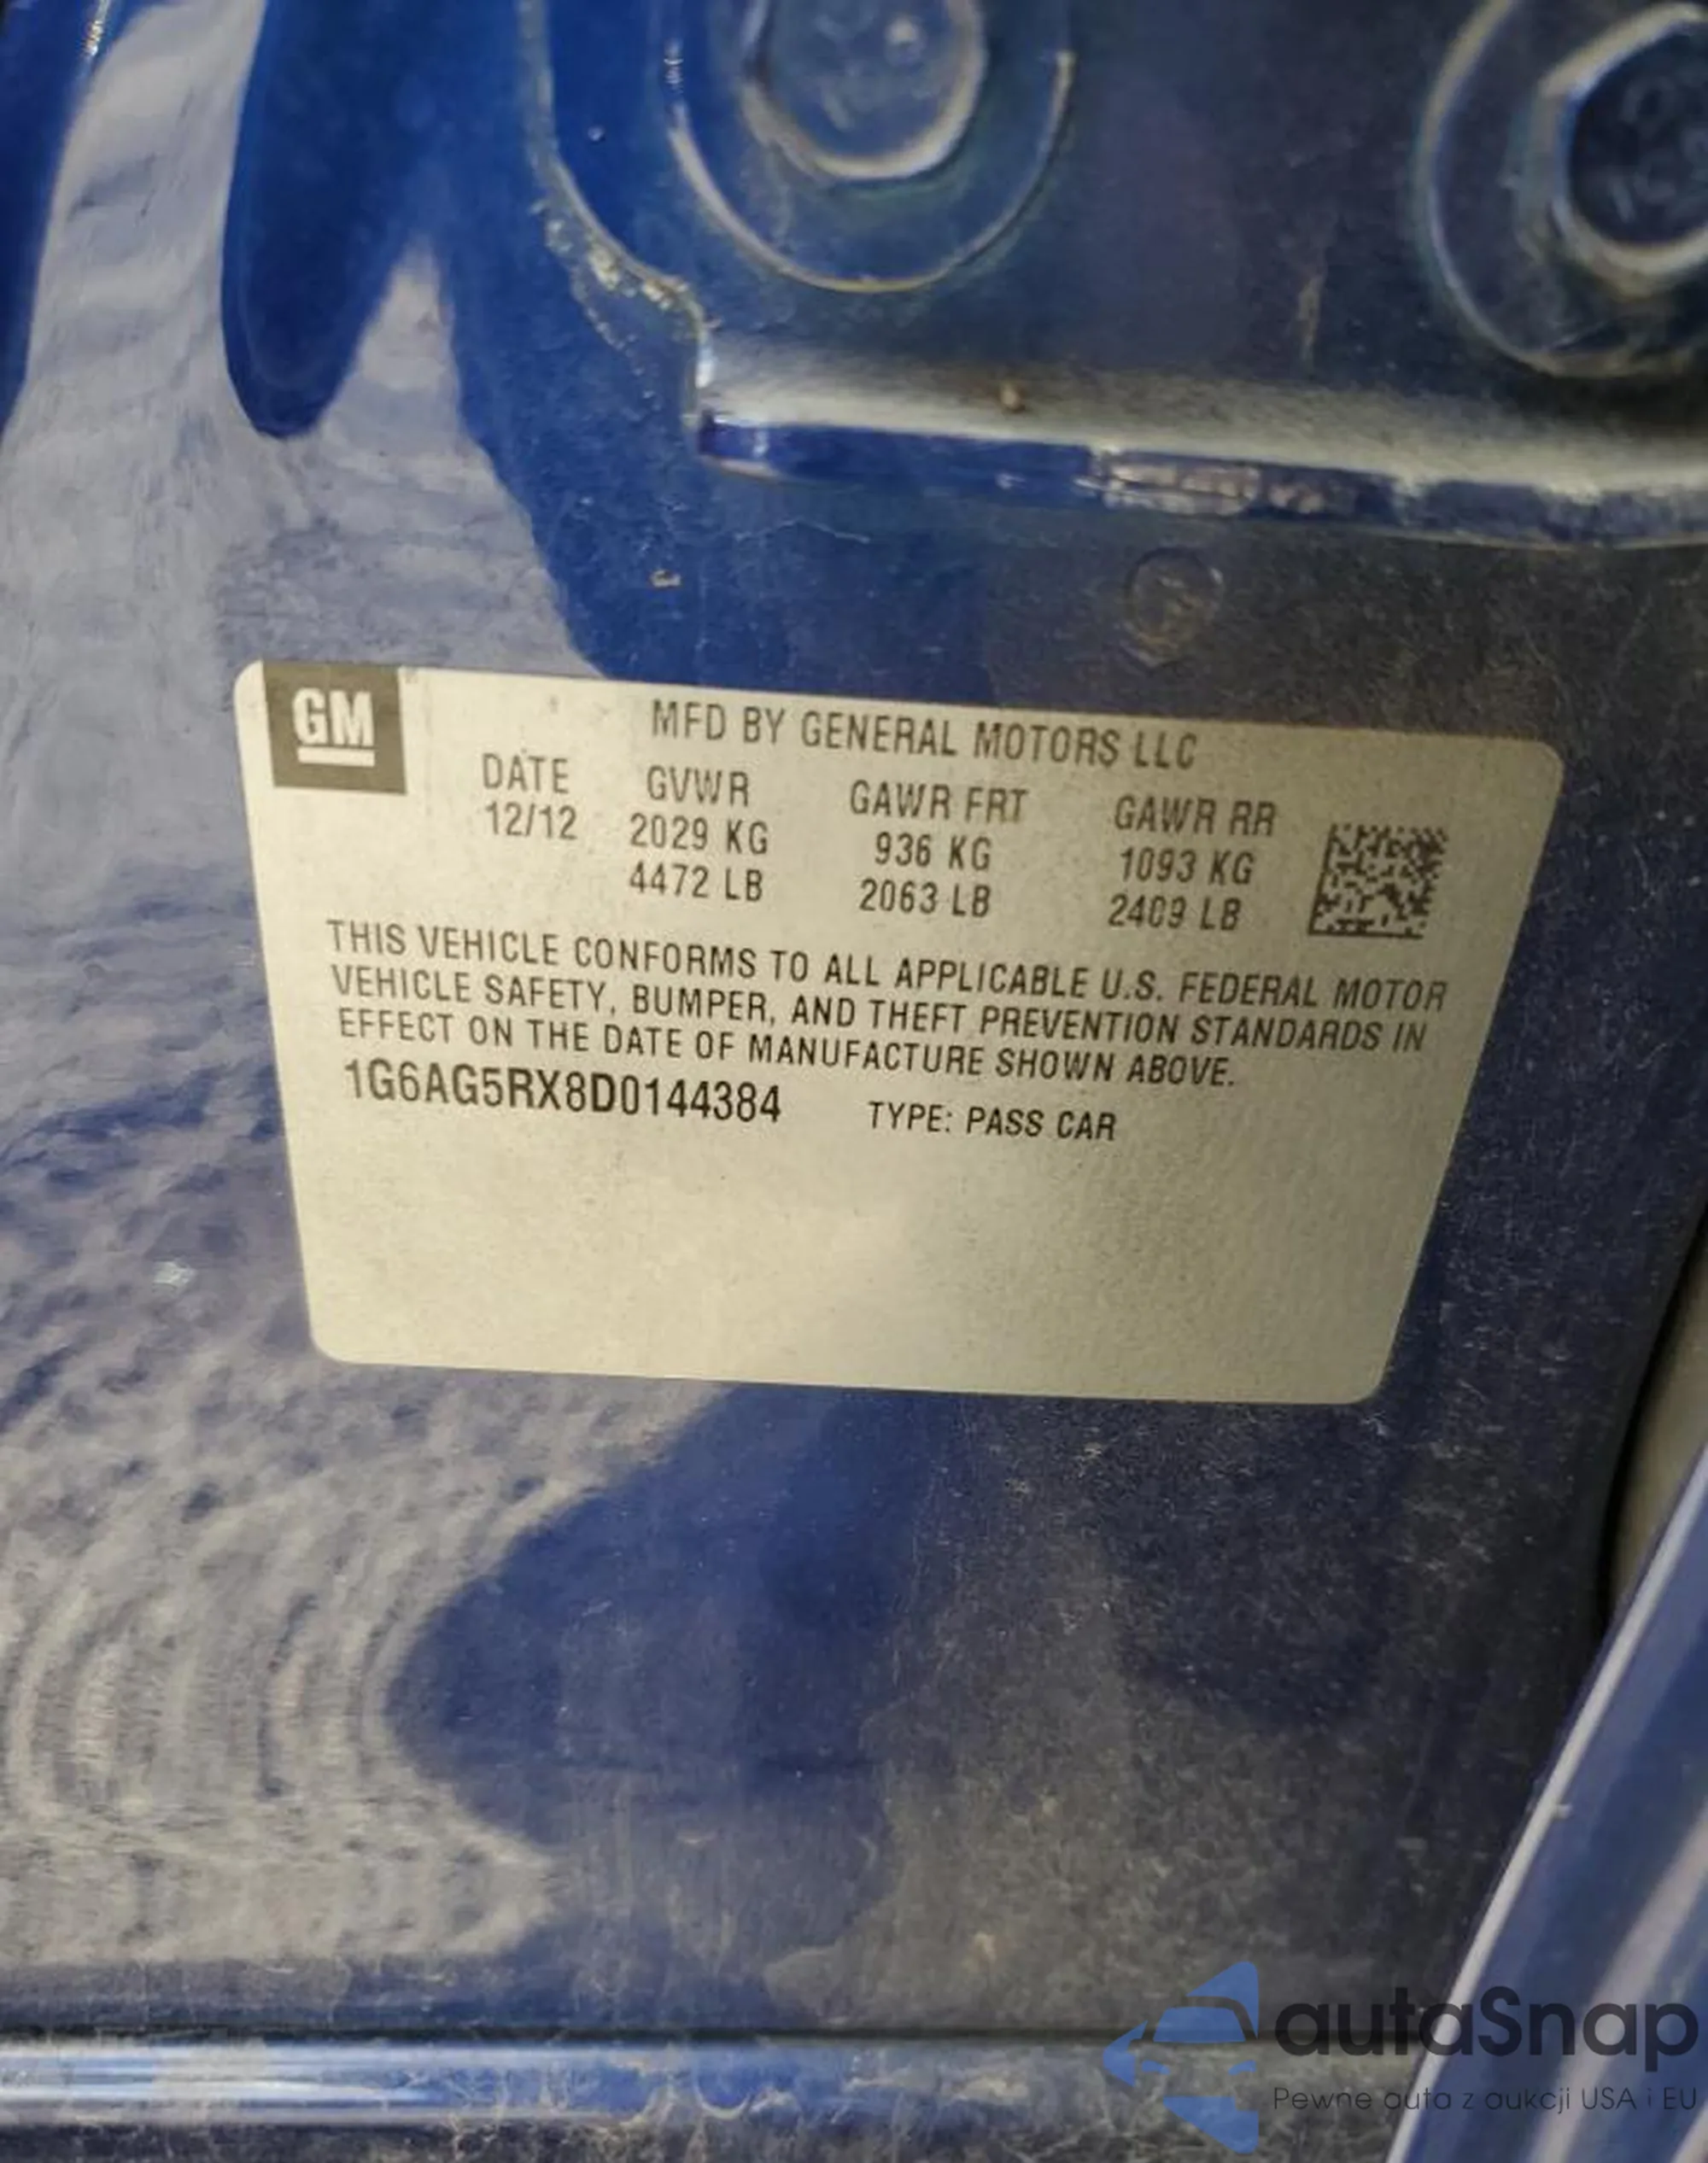 GM
MFD BY GENERAL MOTORS LLC
DATE GVWR GAWR FRT GAWR RR
12/12 2029 KG 936 KG 1093 KG
4472 LB 2063 LB 2409 LB
THIS VEHICLE CONFORMS TO ALL APPLICABLE U.S. FEDERAL MOTOR
VEHICLE SAFETY, BUMPER, AND THEFT PREVENTION STANDARDS IN
EFFECT ON THE DATE OF MANUFACTURE SHOWN ABOVE.
1G6AG5RX8D0144384 TYPE: PASS CAR
autaSnap
Pewne auta z aukcji USA i EU